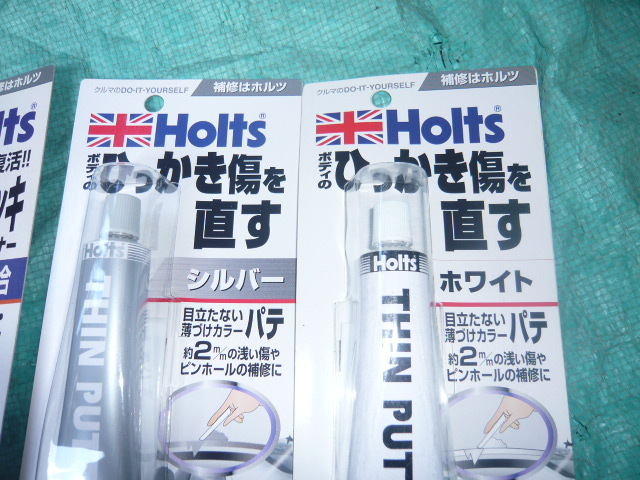 lts®
復活!!
クルマのDO-IT-YOURSELF
補修はホルツ
Holts®
ボディの
ひっかき傷を
直す
シルバー
目立たない
薄づけカラーパテ
約2m/mの浅い傷や
ピンホールの補修に
Holts
THIN PUT
クルマのDO-IT-YOURSELF
補修はホルツ
Holts®
ボディの
ひっかき傷を
直す
ホワイト
目立たない
薄づけカラーパテ
約2m/mの浅い傷や
ピンホールの補修に
Holts
THIN PUT